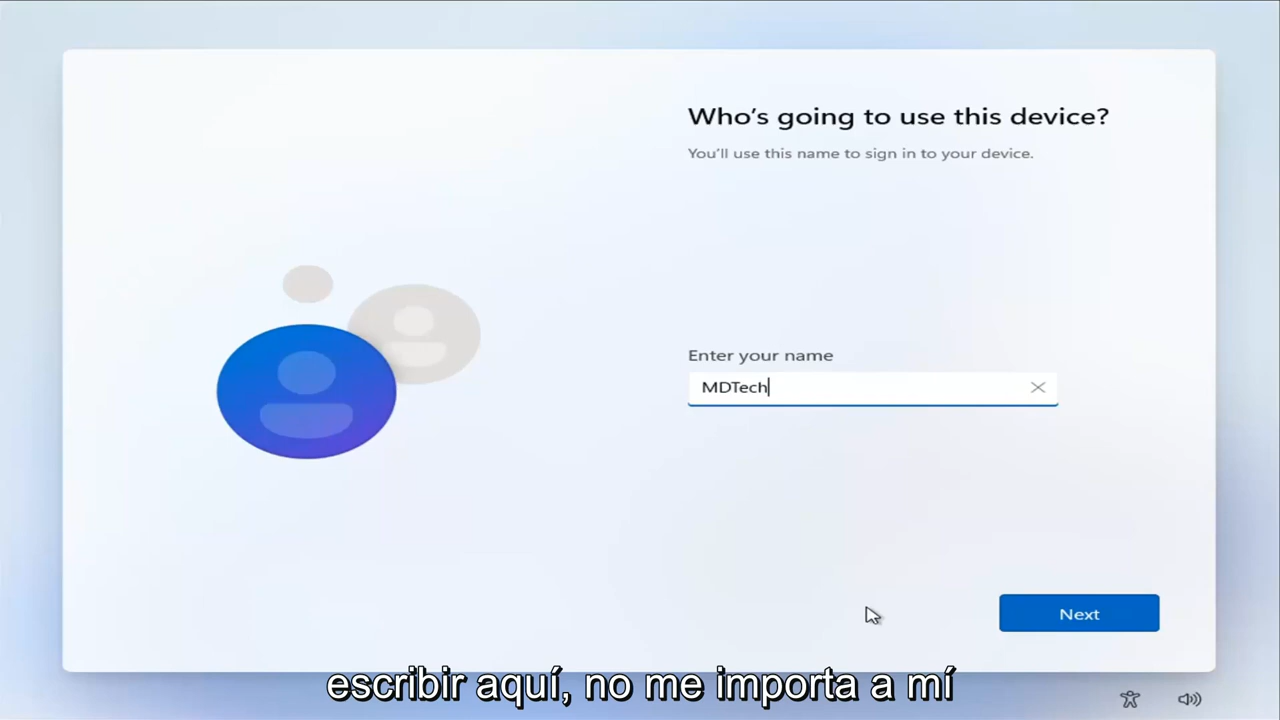 Who's going to use this device?
You'll use this name to sign in to your device.
Enter your name
MDTech
Next
escribir aquí, no me importa a mí